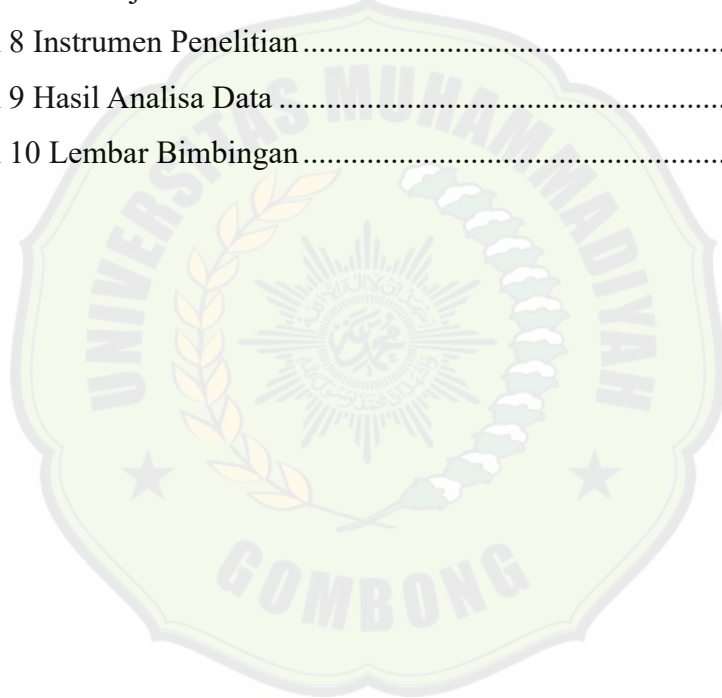 8 Instrumen Penelitian ..........................................................
9 Hasil Analisa Data ..............................................................
10 Lembar Bimbingan ..........................................................
UNIVERSITAS MUHAMMADIYAH
GOMBONG